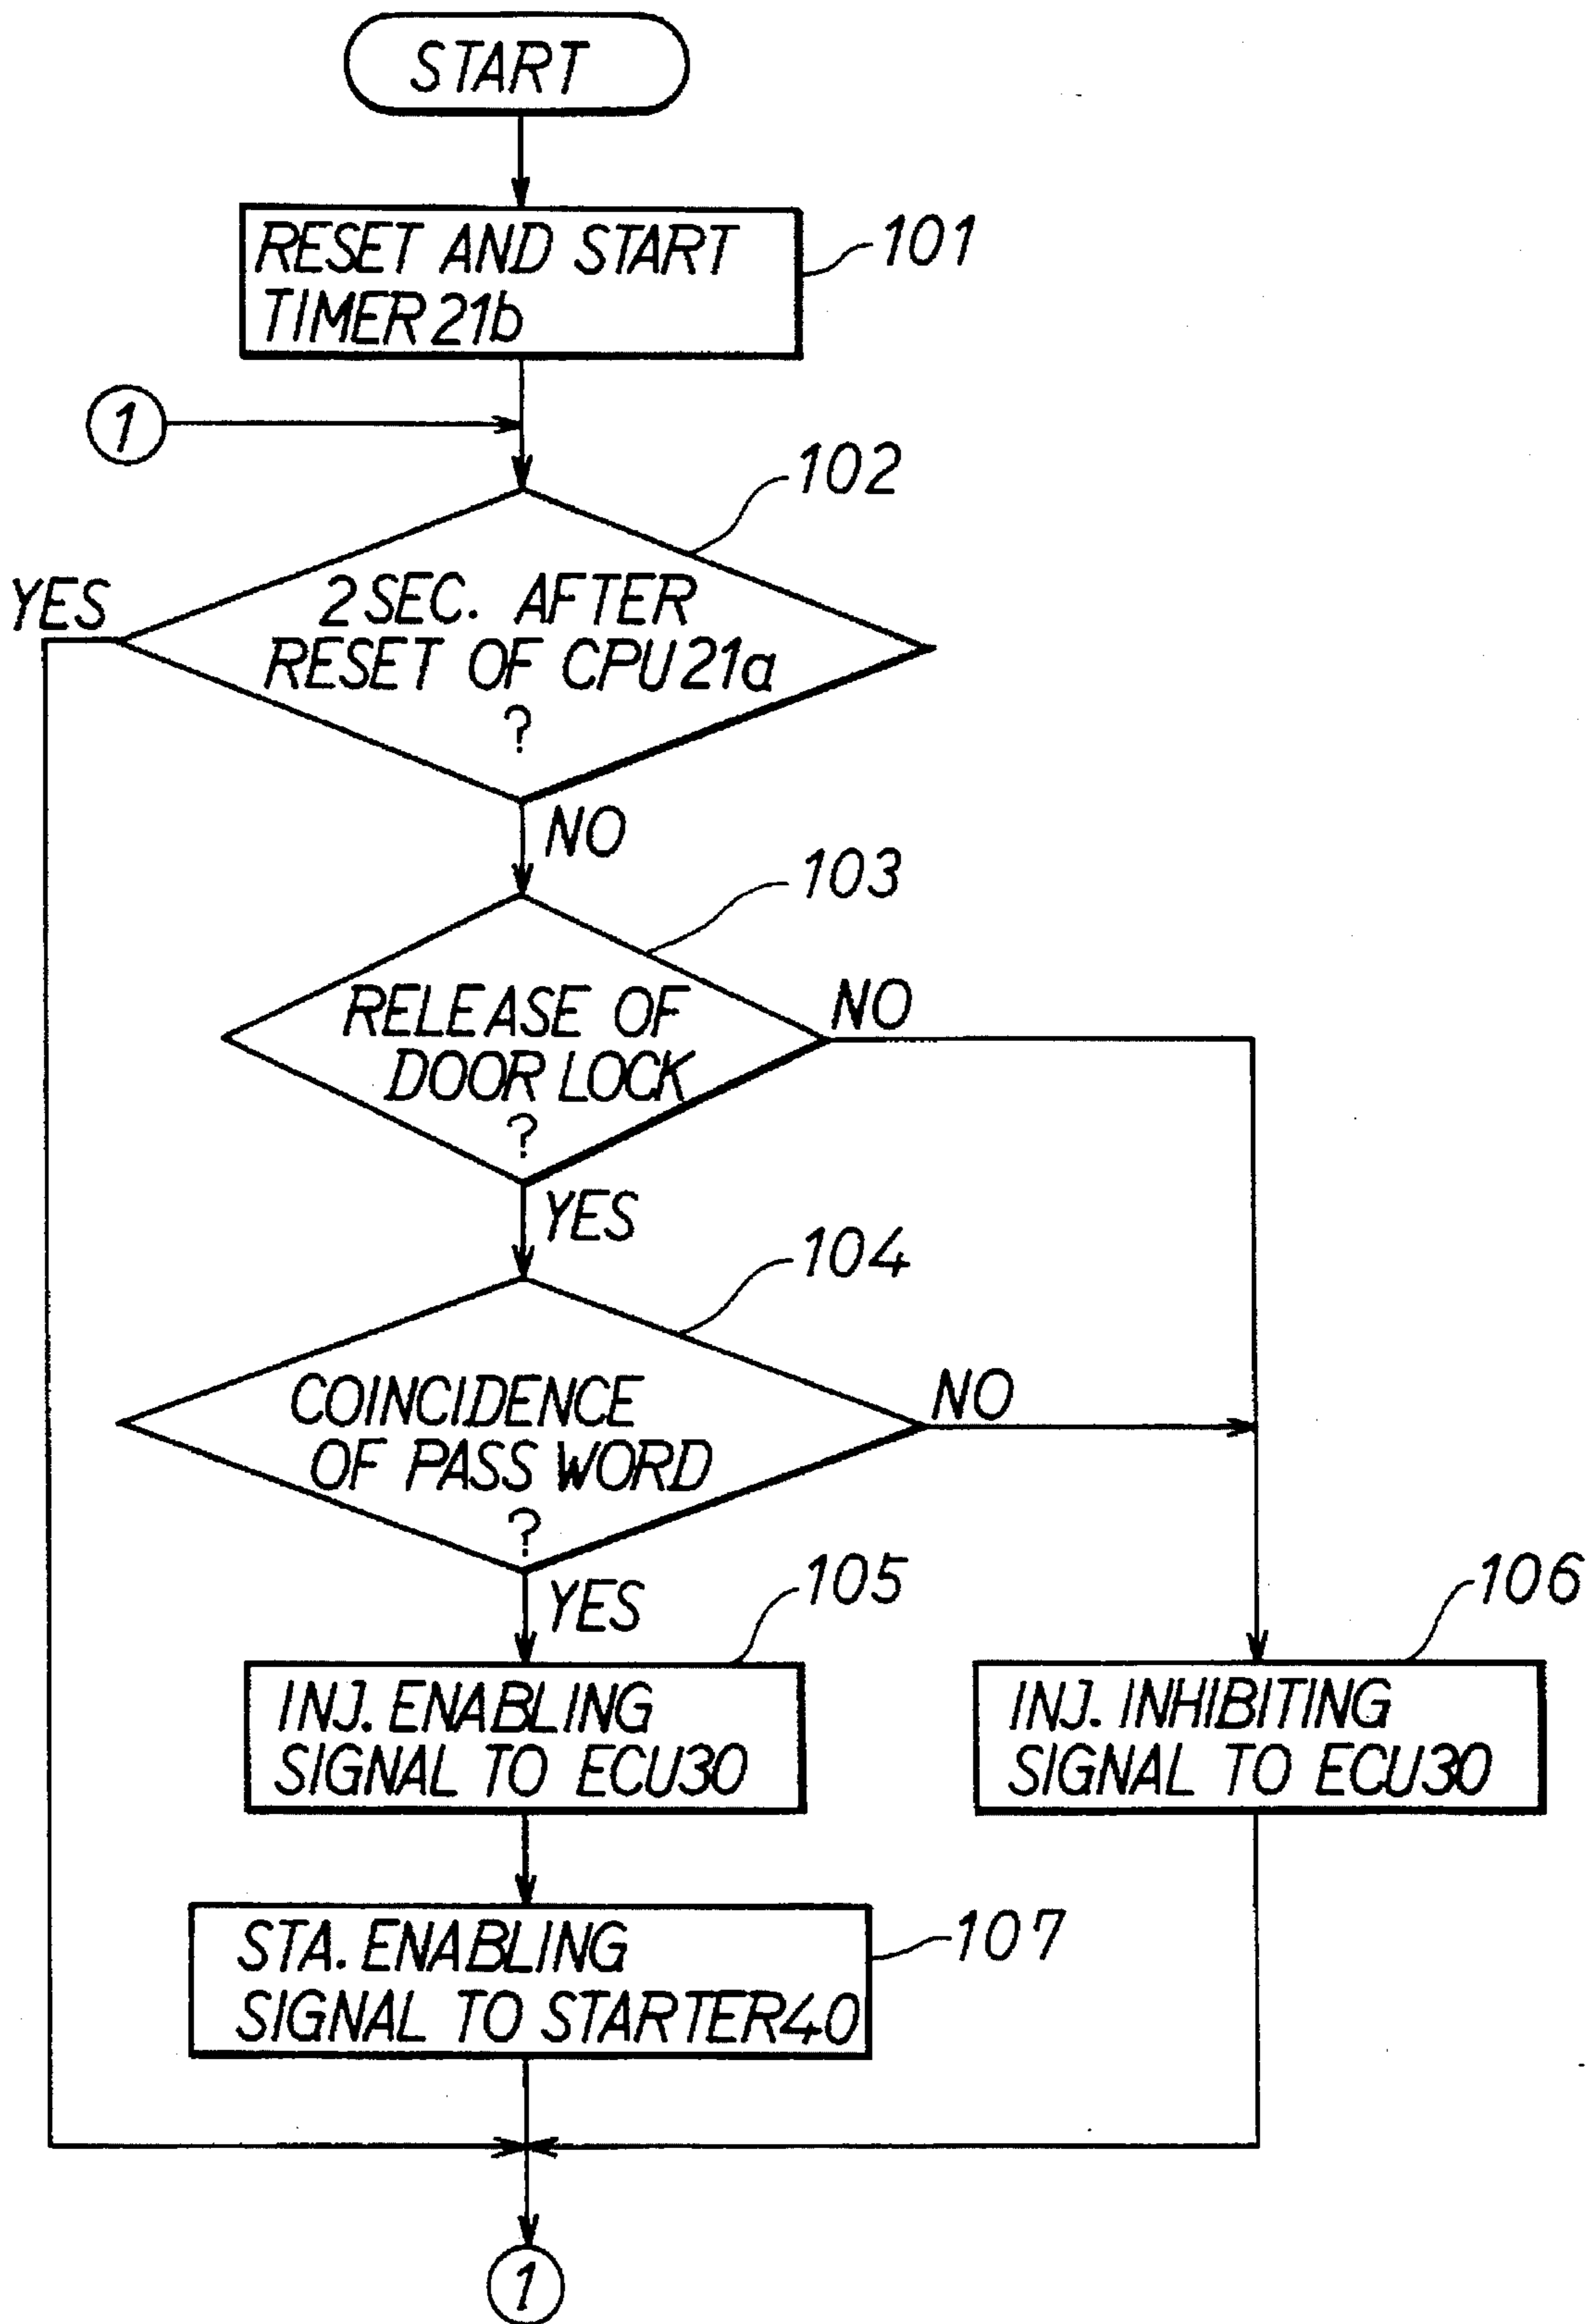 START
RESET AND START
TIMER 21b
101
1
102
YES
2 SEC. AFTER
RESET OF CPU 21a
?
NO
103
RELEASE OF
DOOR LOCK
?
NO
YES
104
COINCIDENCE
OF PASS WORD
?
NO
YES
105
106
INJ. ENABLING
SIGNAL TO ECU30
INJ. INHIBITING
SIGNAL TO ECU30
STA. ENABLING
SIGNAL TO STARTER40
107
1